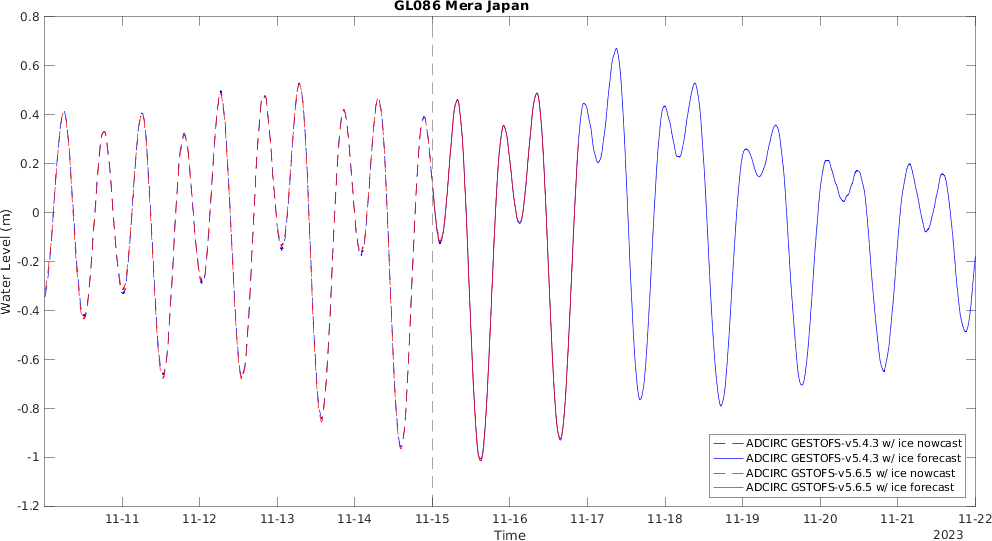 GL086 Mera Japan
0.8
0.6
0.4
0.2
0
-0.2
-0.4
-0.6
-0.8
-1
-1.2
Water Level (m)
ADCIRC GESTOFS-v5.4.3 w/ ice nowcast
ADCIRC GESTOFS-v5.4.3 w/ ice forecast
ADCIRC GSTOFS-v5.6.5 w/ ice nowcast
ADCIRC GSTOFS-v5.6.5 w/ ice forecast
11-11 11-12 11-13 11-14 11-15 11-16 11-17 11-18 11-19 11-20 11-21 11-22
Time
2023